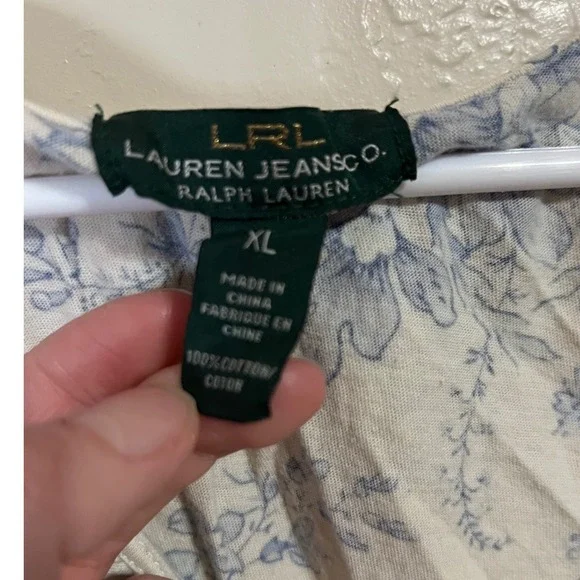 LRL
LAUREN JEANS CO.
RALPH LAUREN
XL
MADE IN
CHINA
FABRIQUE EN
CHINE
100% COTTON/
COTON